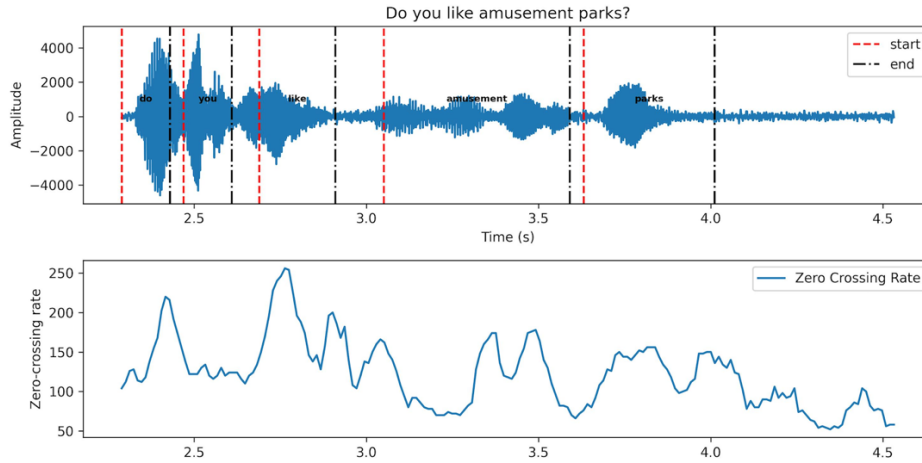 Do you like amusement parks?
Amplitude
4000
2000
0
−2000
−4000
do
you
like
amusement
parks
start
end
2.5
3.0
3.5
4.0
4.5
Time (s)
Zero-crossing rate
250
200
150
100
50
Zero Crossing Rate
2.5
3.0
3.5
4.0
4.5